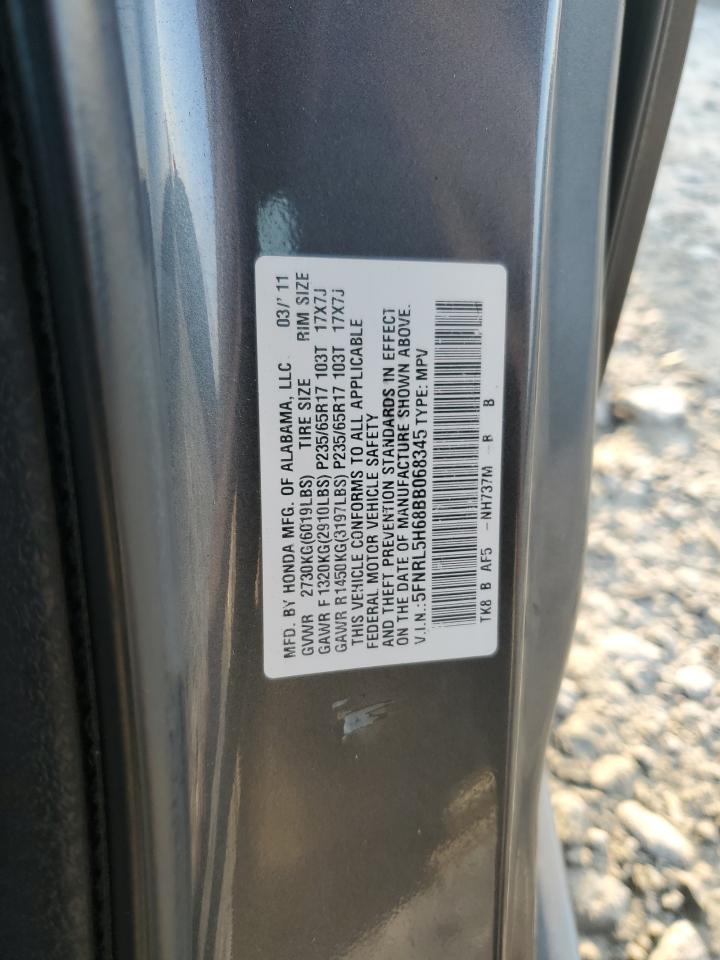 MFD. BY HONDA MFG. OF ALABAMA, LLC 03/'11
GVWR 2730KG(6019LBS) TIRE SIZE RIM SIZE
GAWR F 1320KG(2910LBS) P235/65R17 103T 17X7J
GAWR R1450KG(3197LBS) P235/65R17 103T 17X7J
THIS VEHICLE CONFORMS TO ALL APPLICABLE
FEDERAL MOTOR VEHICLE SAFETY
AND THEFT PREVENTION STANDARDS IN EFFECT
ON THE DATE OF MANUFACTURE SHOWN ABOVE.
V.I.N.:5FNRL5H68BB068345 TYPE: MPV
TK8 B AF5 -NH737M -B B